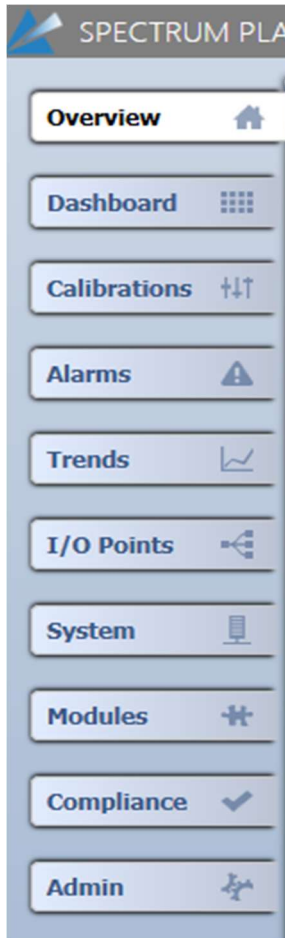 SPECTRUM PLA
Overview
Dashboard
Calibrations
Alarms
Trends
I/O Points
System
Modules
Compliance
Admin